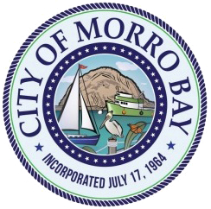 CITY OF MORRO BAY
INCORPORATED JULY 17, 1964